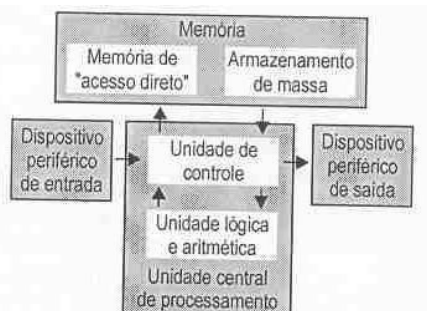 Memória
Memória de
"acesso direto"
Armazenamento
de massa
Dispositivo
periférico
de entrada
Unidade de
controle
Dispositivo
periférico
de saída
Unidade lógica
e aritmética
Unidade central
de processamento